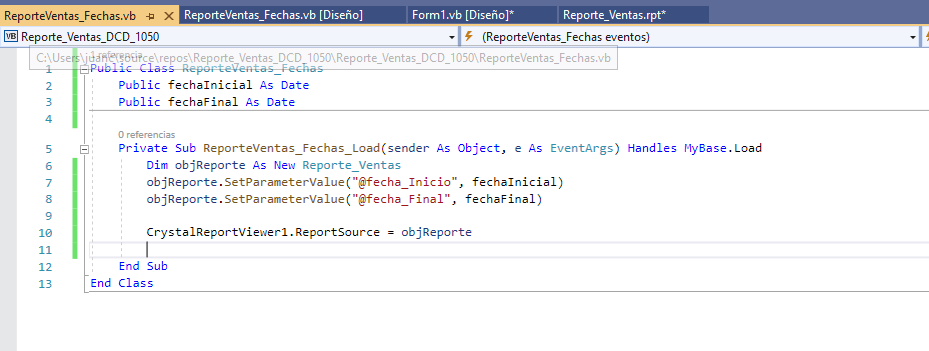 ReporteVentas_Fechas.vb ReporteVentas_Fechas.vb [Diseño] Form1.vb [Diseño]* Reporte_Ventas.rpt*
VB Reporte_Ventas_DCD_1050 (ReporteVentas_Fechas eventos)
1 referencia
C:\Users\juanc\source\repos\Reporte_Ventas_DCD_1050\Reporte_Ventas_DCD_1050\ReporteVentas_Fechas.vb
1 Public Class ReporteVentas_Fechas
2 Public fechaInicial As Date
3 Public fechaFinal As Date
4
0 referencias
5 Private Sub ReporteVentas_Fechas_Load(sender As Object, e As EventArgs) Handles MyBase.Load
6 Dim objReporte As New Reporte_Ventas
7 objReporte.SetParameterValue("@fecha_Inicio", fechaInicial)
8 objReporte.SetParameterValue("@fecha_Final", fechaFinal)
9
10 CrystalReportViewer1.ReportSource = objReporte
11
12 End Sub
13 End Class